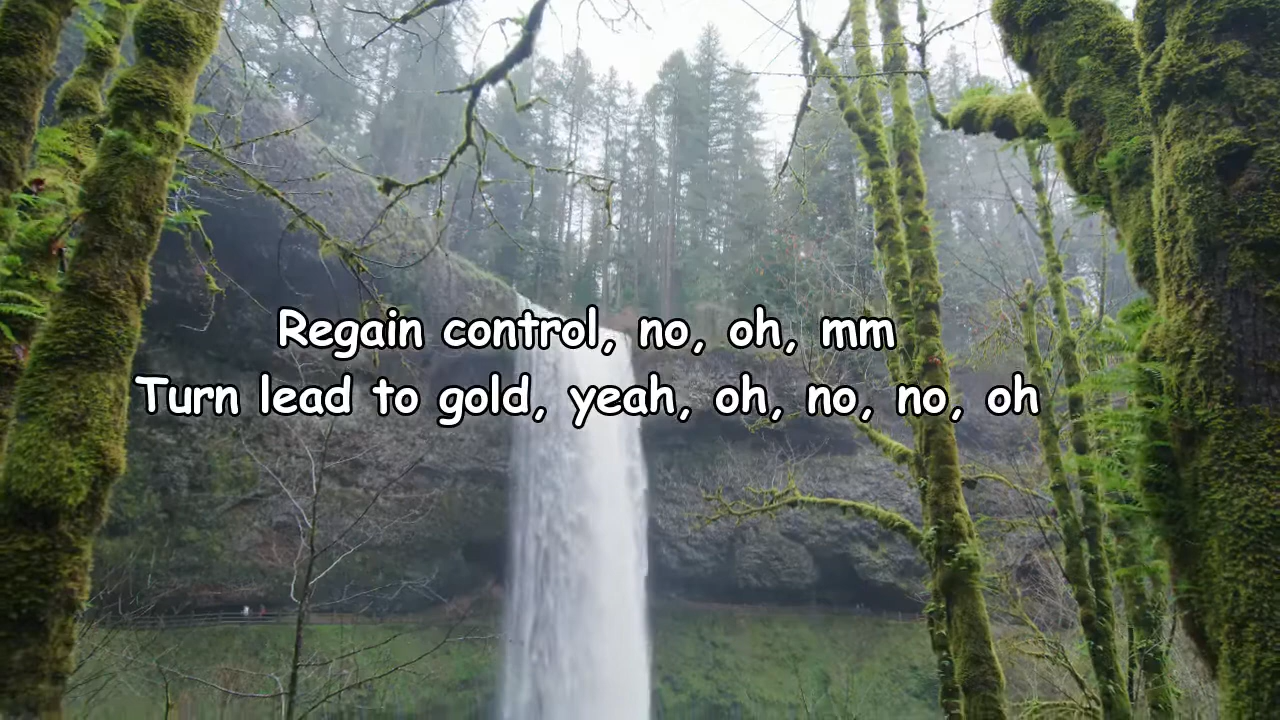 Regain control, no, oh, mm
Turn lead to gold, yeah, oh, no, no, oh